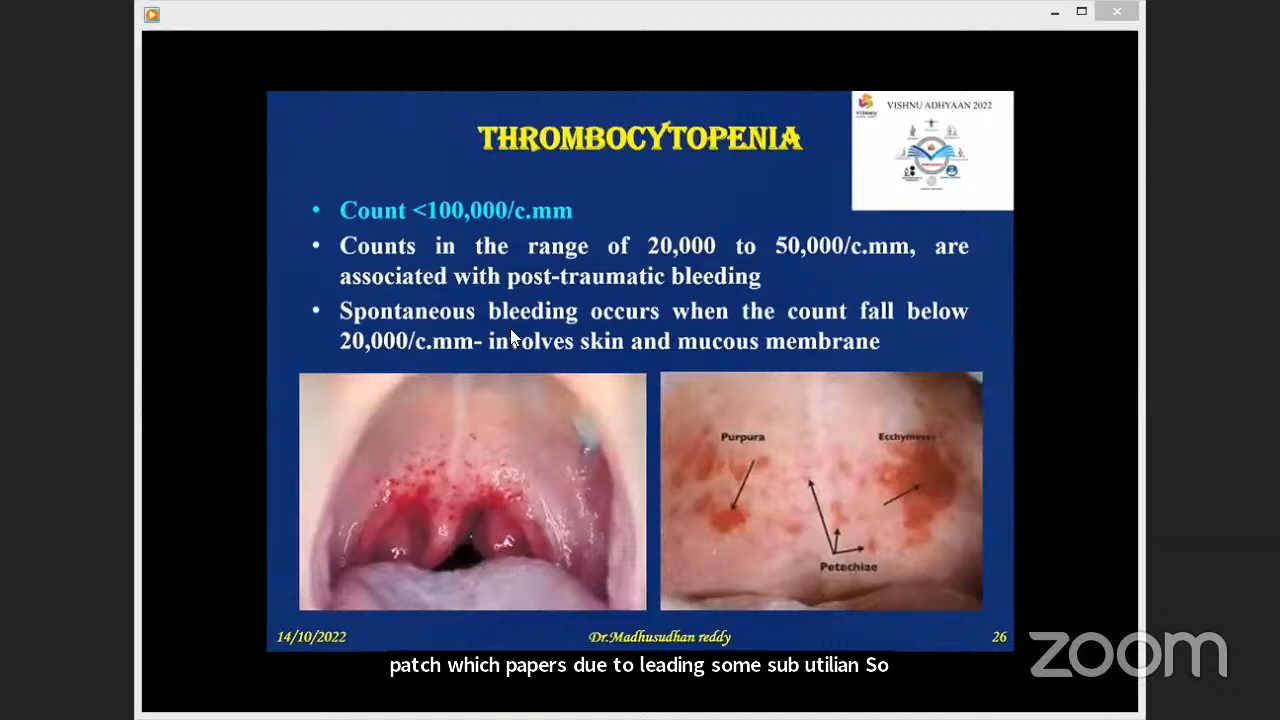 VISHNU ADHYAAN 2022
THROMBOCYTOPENIA
• Count <100,000/c.mm
• Counts in the range of 20,000 to 50,000/c.mm, are
associated with post-traumatic bleeding
• Spontaneous bleeding occurs when the count fall below
20,000/c.mm- involves skin and mucous membrane
Purpura
Petechiae
14/10/2022 Dr.Madhusudhan reddy 26
zoom
patch which papers due to leading some sub utilian So